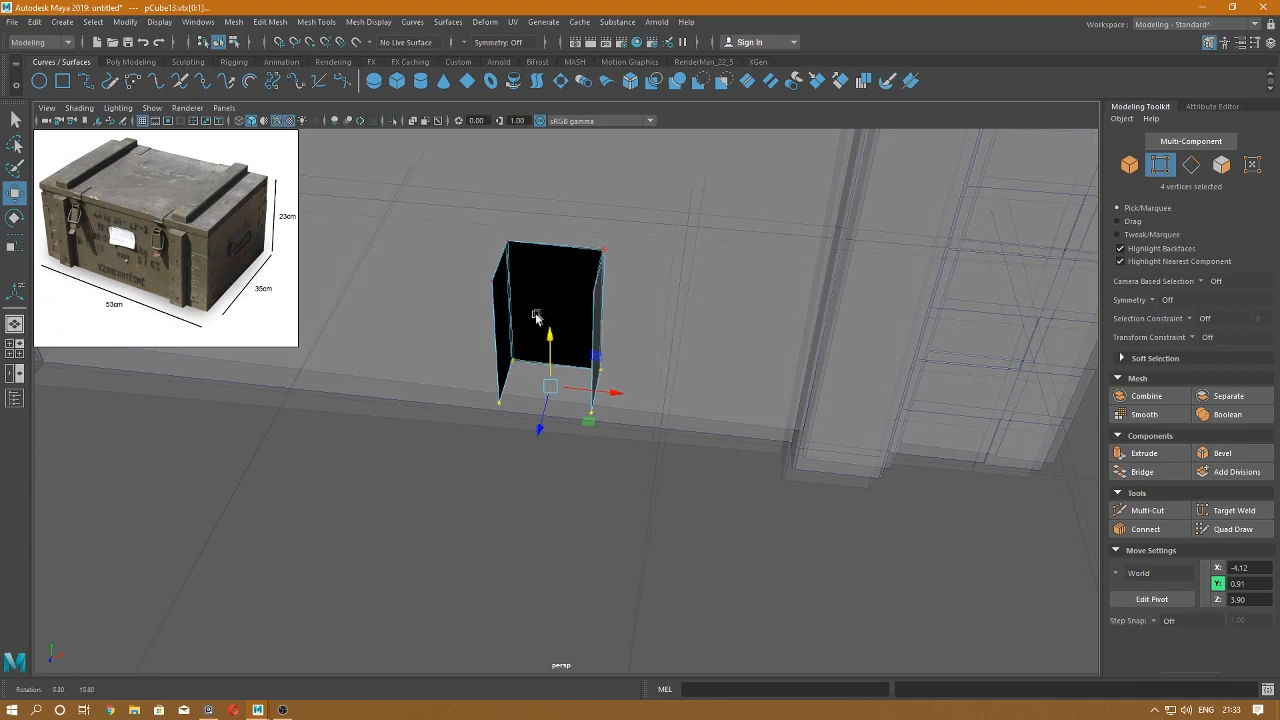 Autodesk Maya 2019: untitled*   ---   pCube13.vtx[0:1]...
File Edit Create Select Modify Display Windows Mesh Edit Mesh Mesh Tools Mesh Display Curves Surfaces Deform UV Generate Cache Substance Arnold Help
Workspace : Modeling - Standard*
Modeling No Live Surface Symmetry: Off Sign In
Curves / Surfaces Poly Modeling Sculpting Rigging Animation Rendering FX FX Caching Custom Arnold Bifrost MASH Motion Graphics RenderMan_22_5 XGen
View Shading Lighting Show Renderer Panels
0.00 1.00 sRGB gamma
23cm
35cm
53cm
persp
Modeling Toolkit Attribute Editor
Object Help
Multi-Component
4 vertices selected
Pick/Marquee
Drag
Tweak/Marquee
Highlight Backfaces
Highlight Nearest Component
Camera Based Selection Off
Symmetry Off
Selection Constraint Off 0
Transform Constraint Off
Soft Selection
Mesh
Combine Separate
Smooth Boolean
Components
Extrude Bevel
Bridge Add Divisions
Tools
Multi-Cut Target Weld
Connect Quad Draw
Move Settings
World
X: -4.12
Y: 0.91
Z: 3.90
Edit Pivot
Step Snap: Off 1.00
Rotation:
MEL
ENG 21:33